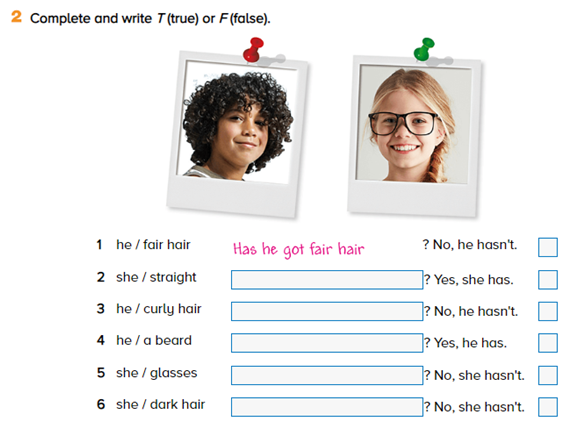 2 Complete and write T (true) or F (false).
1 he / fair hair Has he got fair hair ? No, he hasn't.
2 she / straight ? Yes, she has.
3 he / curly hair ? No, he hasn't.
4 he / a beard ? Yes, he has.
5 she / glasses ? No, she hasn't.
6 she / dark hair ? No, she hasn't.